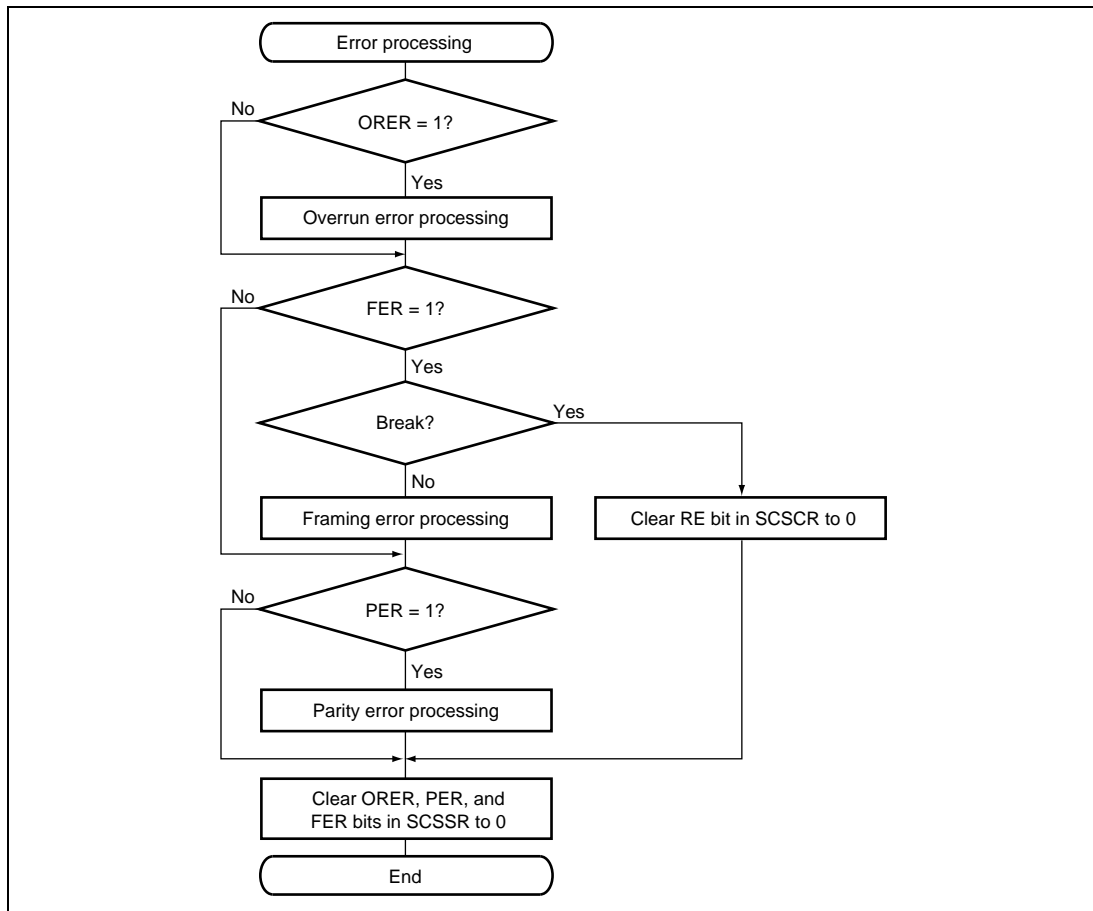 Error processing
No
ORER = 1?
Yes
Overrun error processing
No
FER = 1?
Yes
Break?
Yes
No
Framing error processing
Clear RE bit in SCSCR to 0
No
PER = 1?
Yes
Parity error processing
Clear ORER, PER, and
FER bits in SCSSR to 0
End